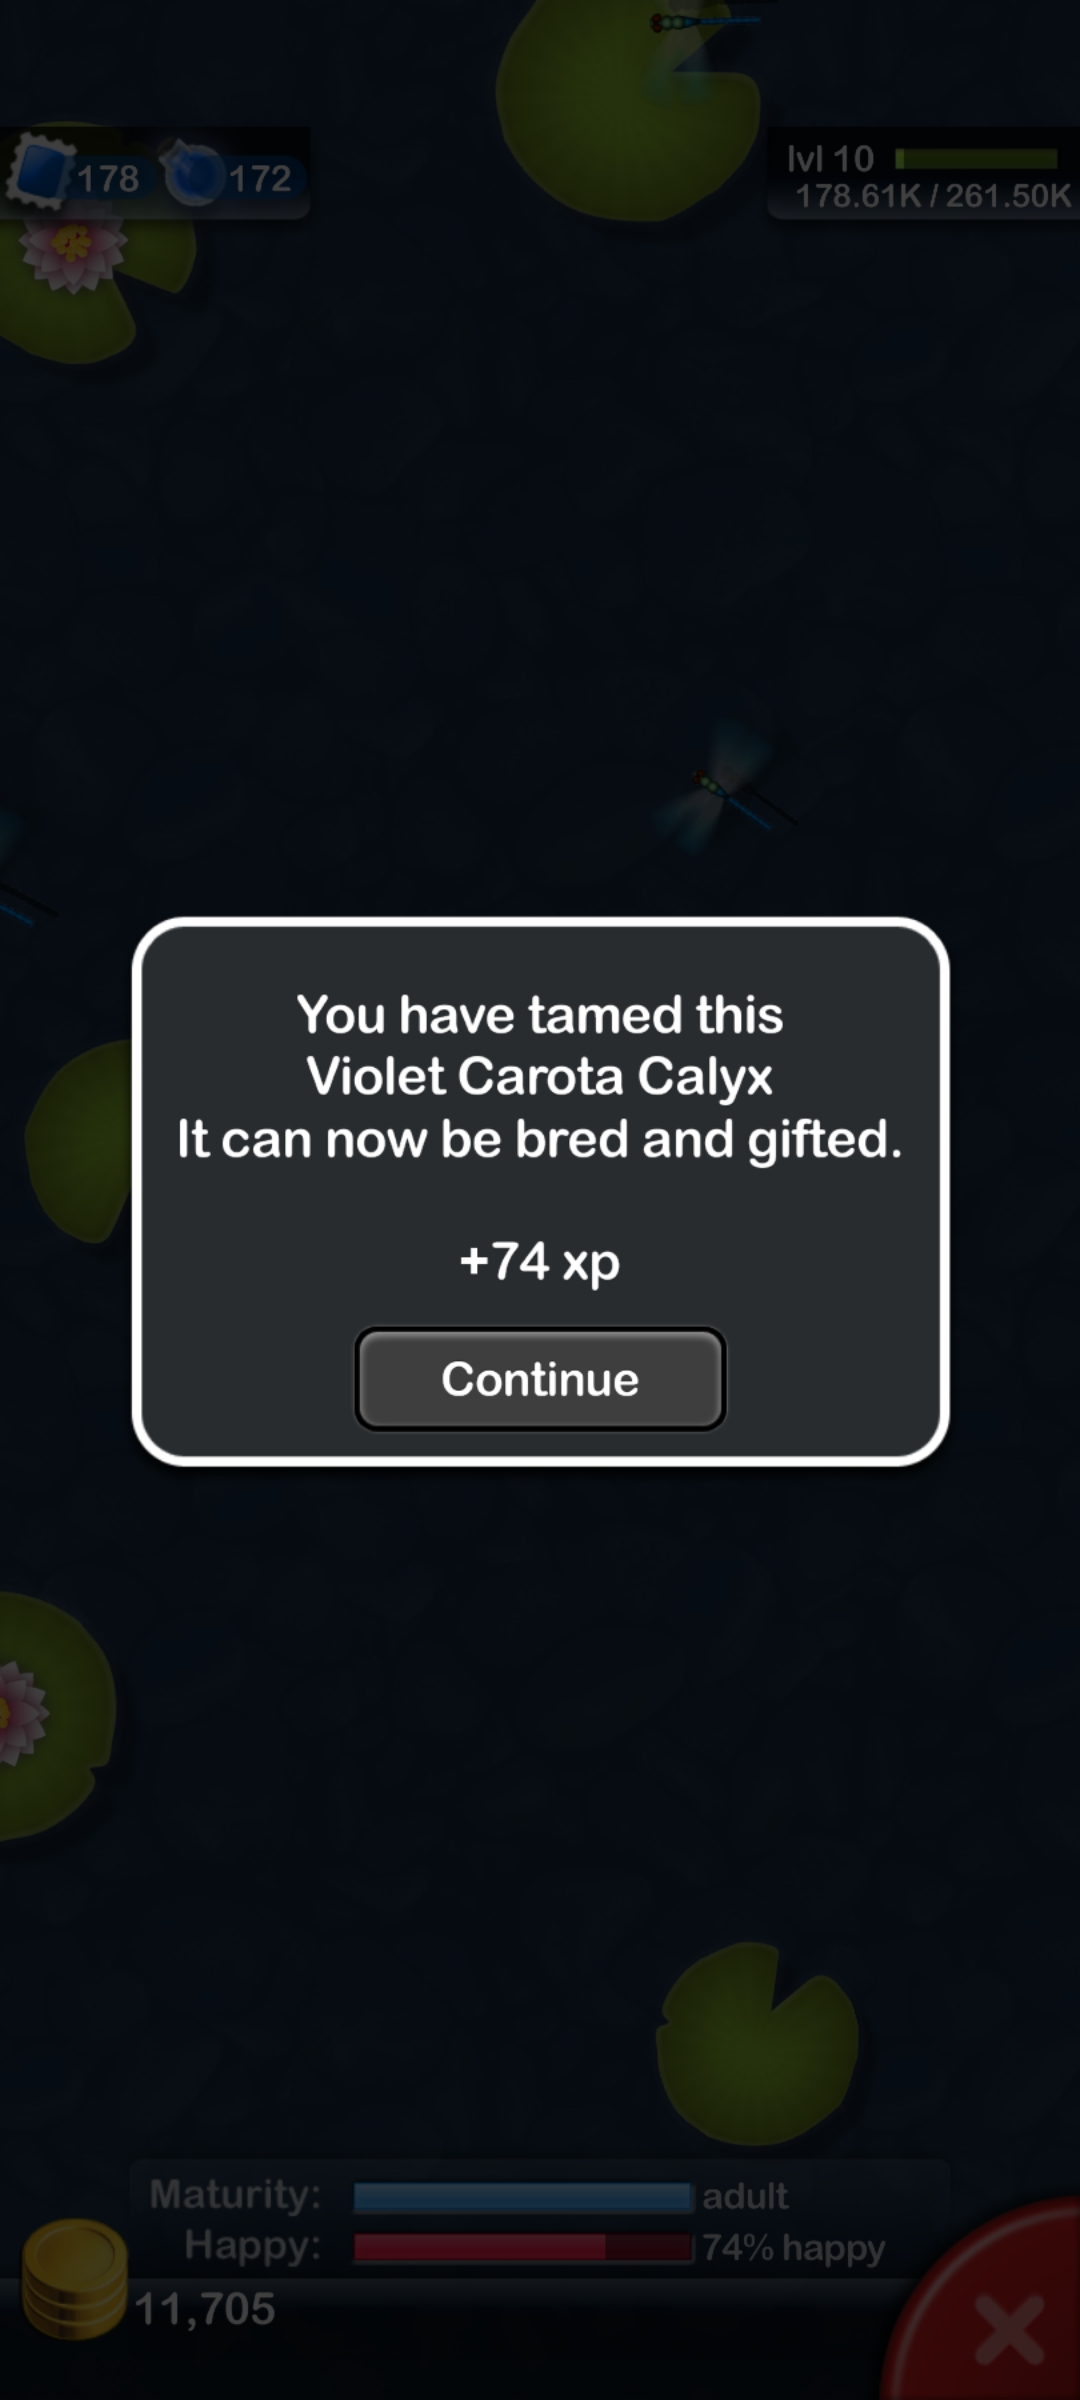 178 172
lvl 10
178.61K / 261.50K
You have tamed this
Violet Carota Calyx
It can now be bred and gifted.
+74 xp
Continue
Maturity: adult
Happy: 74% happy
11,705